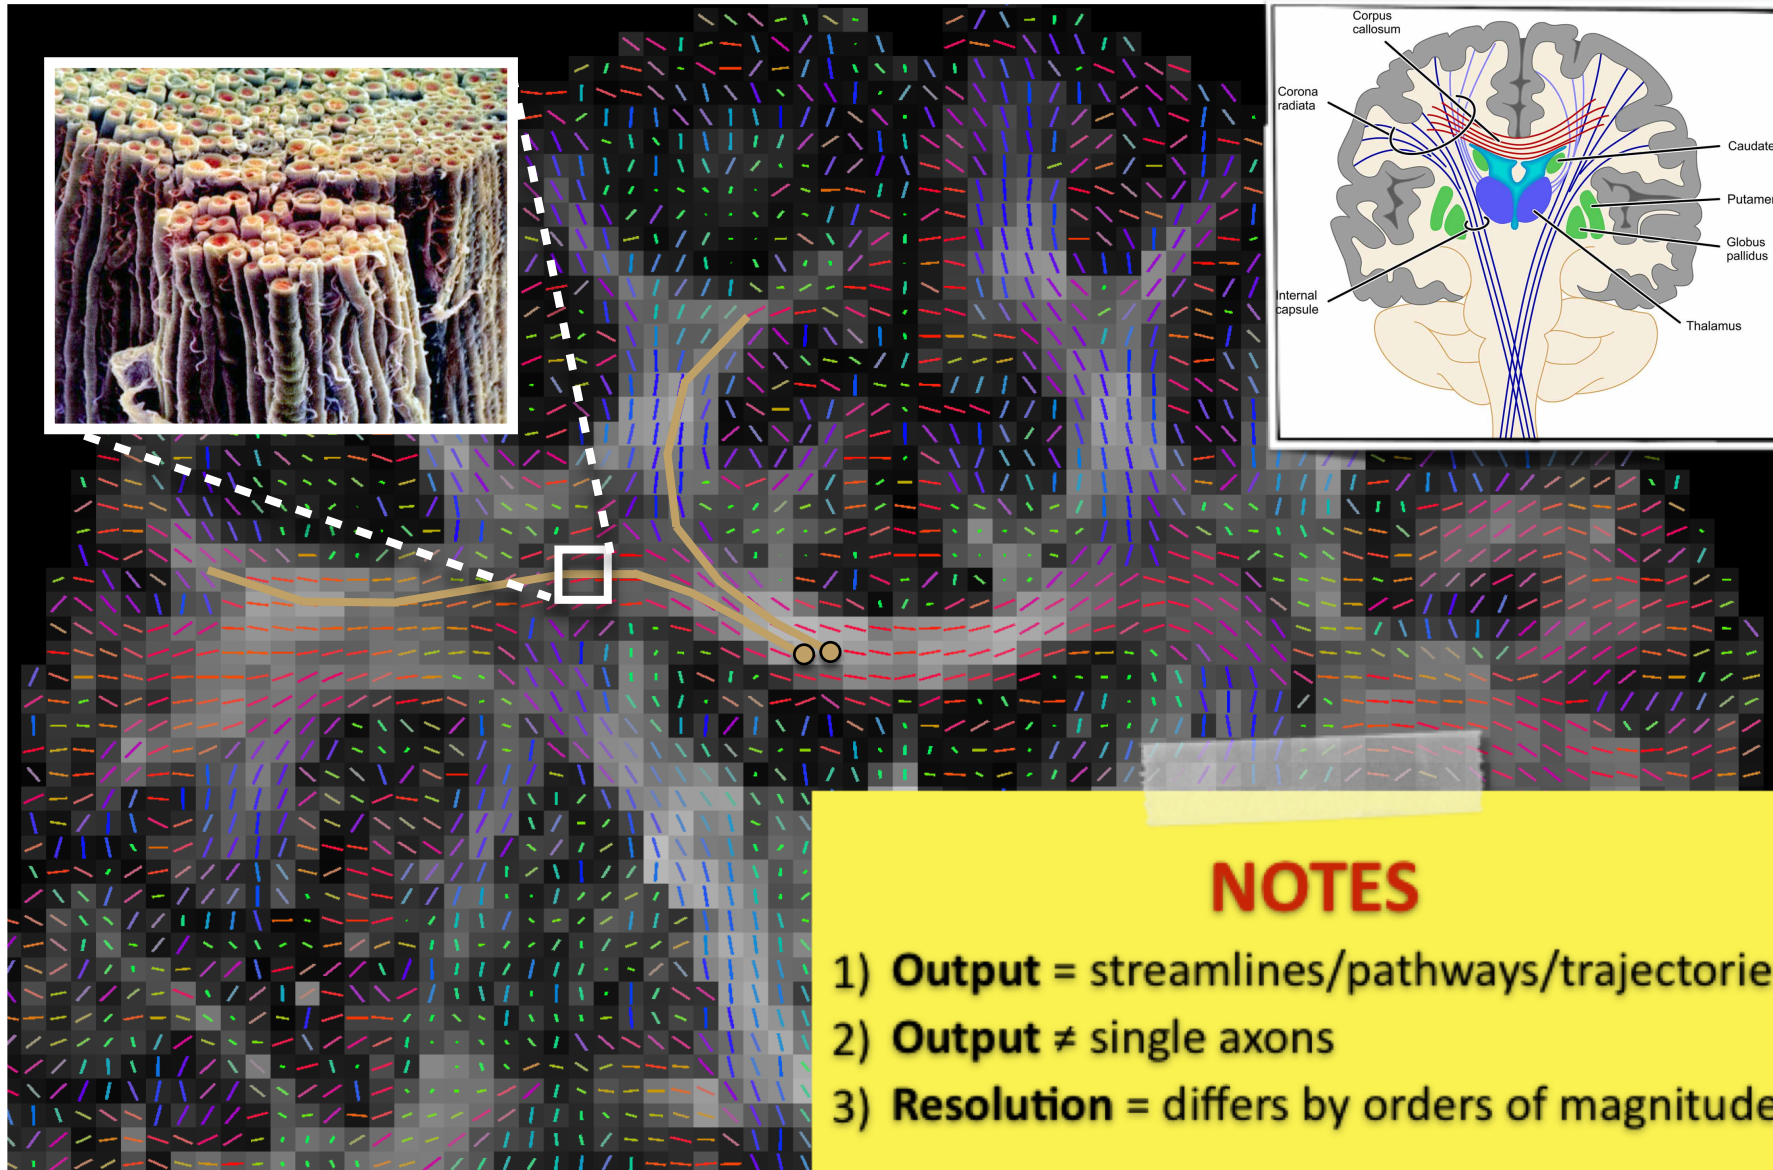 Corpus
callosum
Corona
radiata
Caudate
Putamen
Globus
pallidus
Internal
capsule
Thalamus
NOTES
1) Output = streamlines/pathways/trajectorie
2) Output ≠ single axons
3) Resolution = differs by orders of magnitude